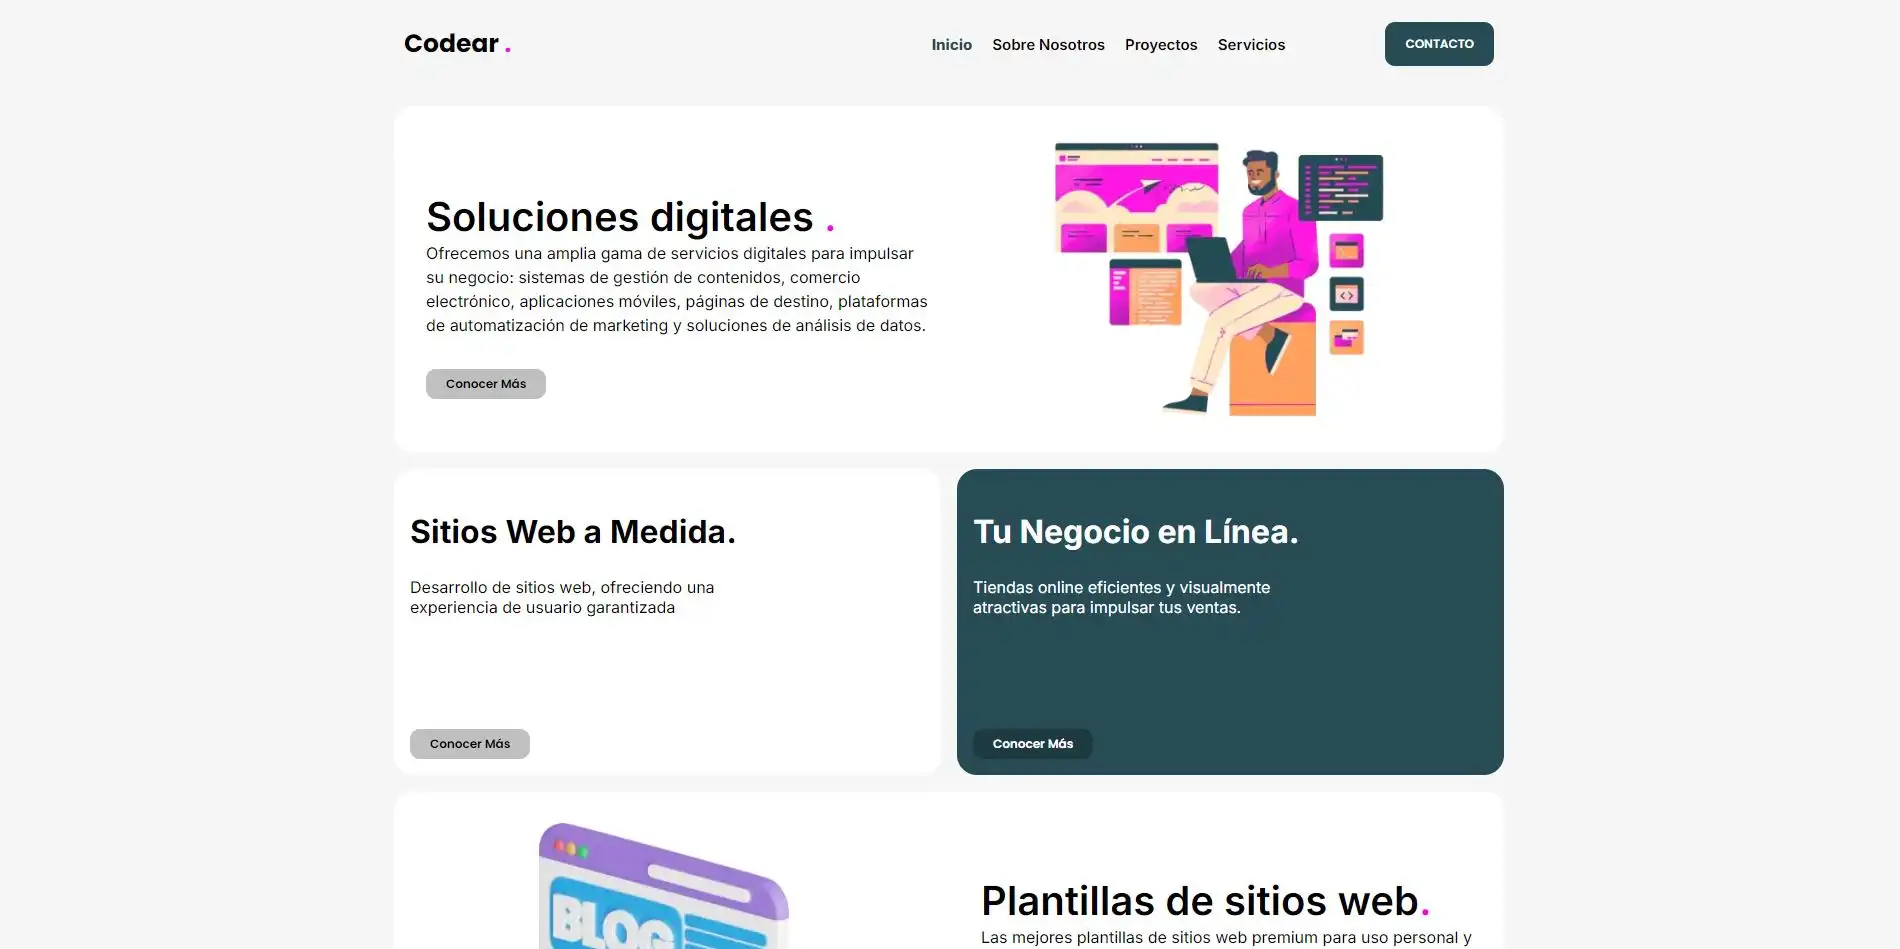 Codear .
Inicio Sobre Nosotros Proyectos Servicios
CONTACTO
Soluciones digitales .
Ofrecemos una amplia gama de servicios digitales para impulsar
su negocio: sistemas de gestión de contenidos, comercio
electrónico, aplicaciones móviles, páginas de destino, plataformas
de automatización de marketing y soluciones de análisis de datos.
Conocer Más
Sitios Web a Medida.
Desarrollo de sitios web, ofreciendo una
experiencia de usuario garantizada
Conocer Más
Tu Negocio en Línea.
Tiendas online eficientes y visualmente
atractivas para impulsar tus ventas.
Conocer Más
BLOG
Plantillas de sitios web.
Las mejores plantillas de sitios web premium para uso personal y